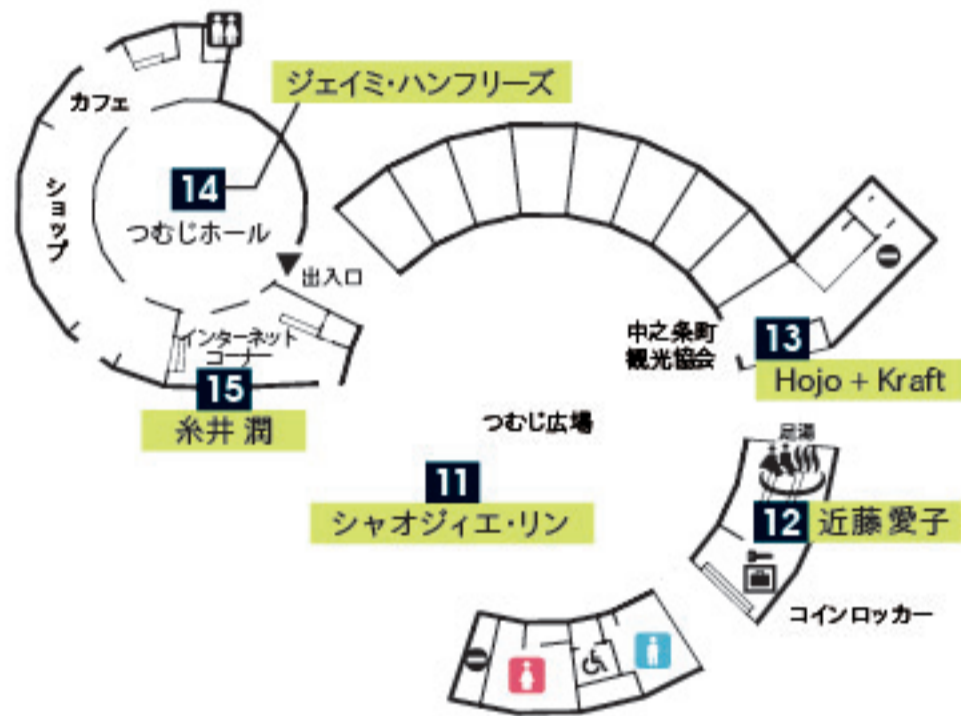 ジェイミ・ハンフリーズ
カフェ
ショップ
14
つむじホール
出入口
インターネット
コーナー
15
糸井 潤
中之条町
観光協会
13
Hojo + Kraft
つむじ広場
足湯
11
シャオジィエ・リン
12
近藤愛子
コインロッカー